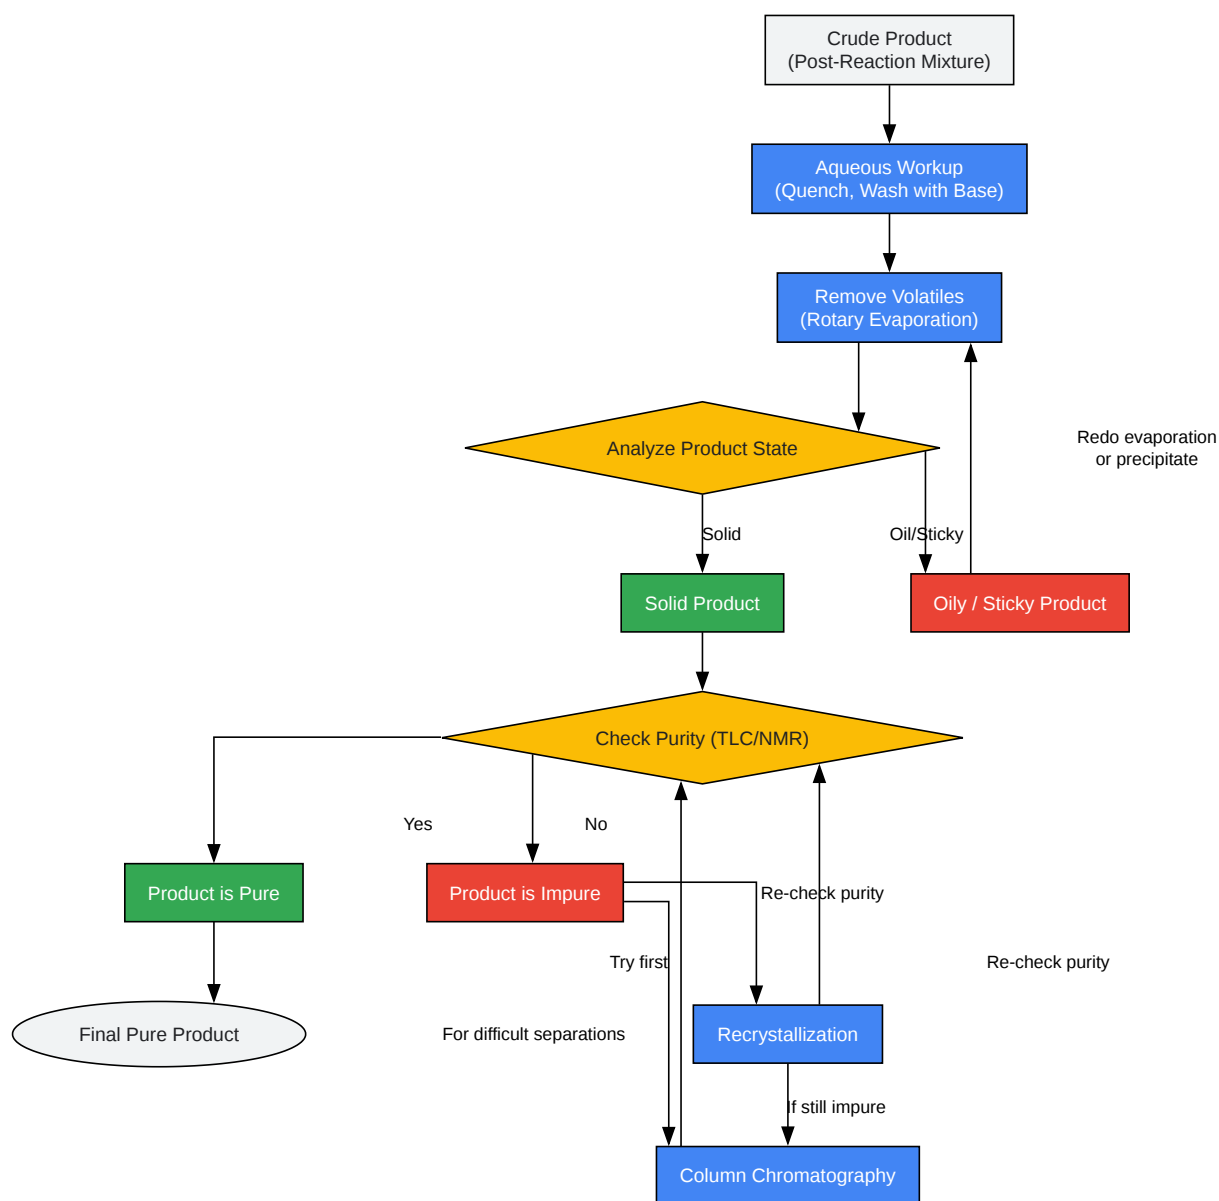 Crude Product
(Post-Reaction Mixture)
Aqueous Workup
(Quench, Wash with Base)
Remove Volatiles
(Rotary Evaporation)
Redo evaporation
or precipitate
Analyze Product State
Solid
Oil/Sticky
Solid Product
Oily / Sticky Product
Check Purity (TLC/NMR)
Yes
No
Product is Pure
Product is Impure
Re-check purity
Try first
Re-check purity
Final Pure Product
For difficult separations
Recrystallization
If still impure
Column Chromatography